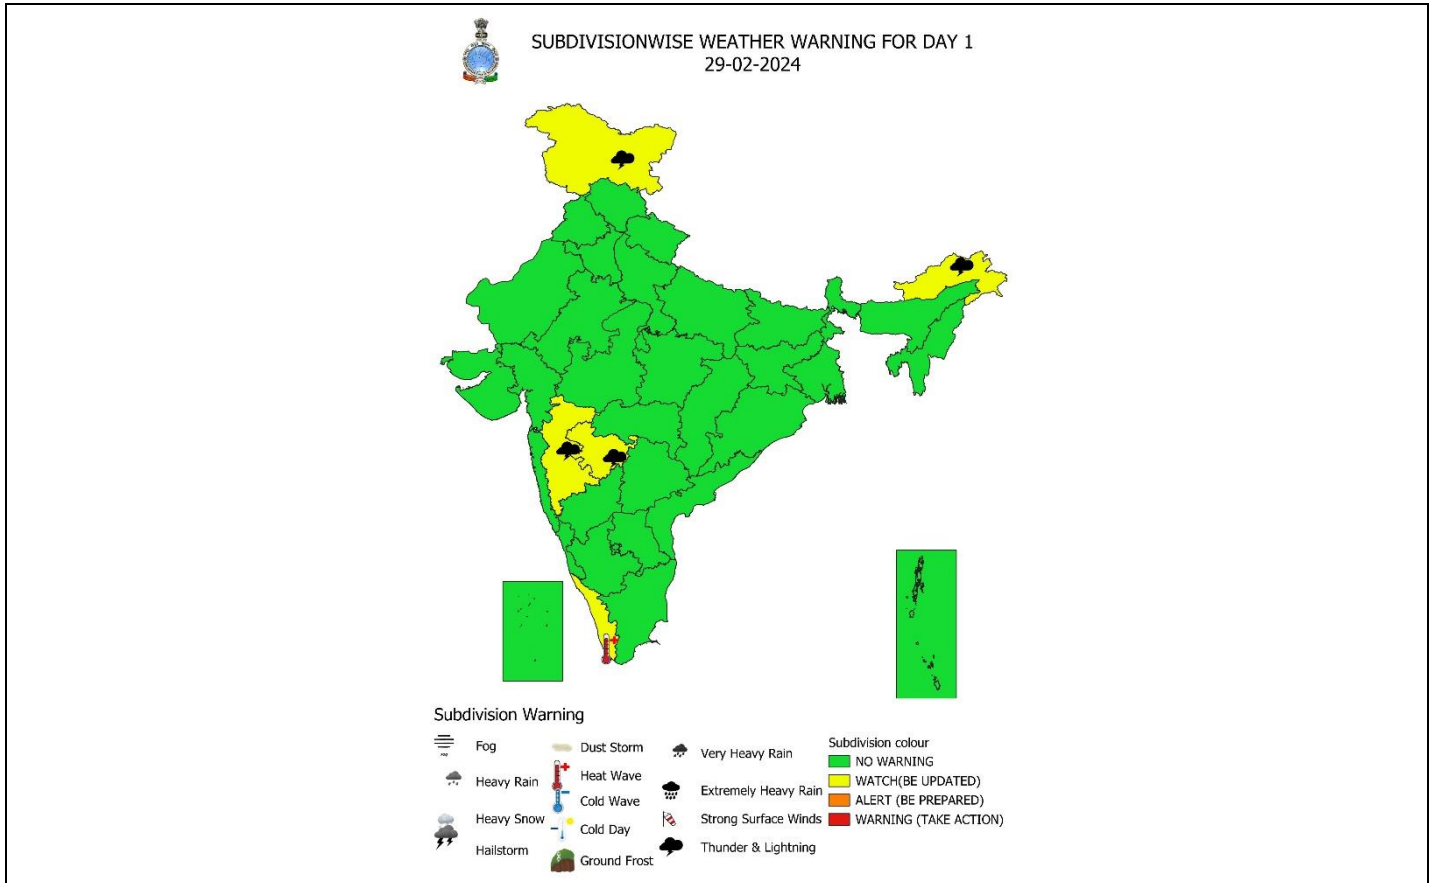 SUBDIVISIONWISE WEATHER WARNING FOR DAY 1
29-02-2024
Subdivision Warning
Fog
Heavy Rain
Heavy Snow
Hailstorm
Dust Storm
Heat Wave
Cold Wave
Cold Day
Ground Frost
Very Heavy Rain
Extremely Heavy Rain
Strong Surface Winds
Thunder & Lightning
Subdivision colour
NO WARNING
WATCH(BE UPDATED)
ALERT (BE PREPARED)
WARNING (TAKE ACTION)